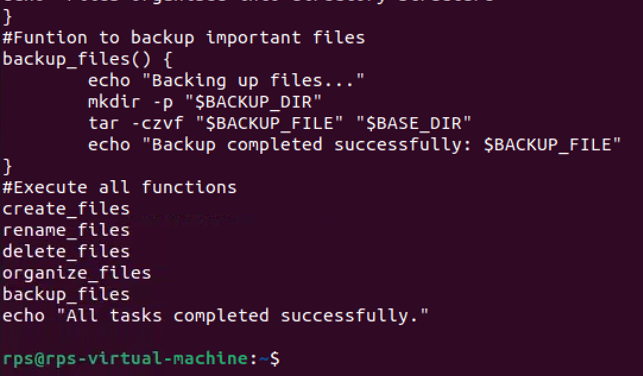 }
#Funtion to backup important files
backup_files() {
        echo "Backing up files..."
        mkdir -p "$BACKUP_DIR"
        tar -czvf "$BACKUP_FILE" "$BASE_DIR"
        echo "Backup completed successfully: $BACKUP_FILE"
}
#Execute all functions
create_files
rename_files
delete_files
organize_files
backup_files
echo "All tasks completed successfully."
rps@rps-virtual-machine:~$